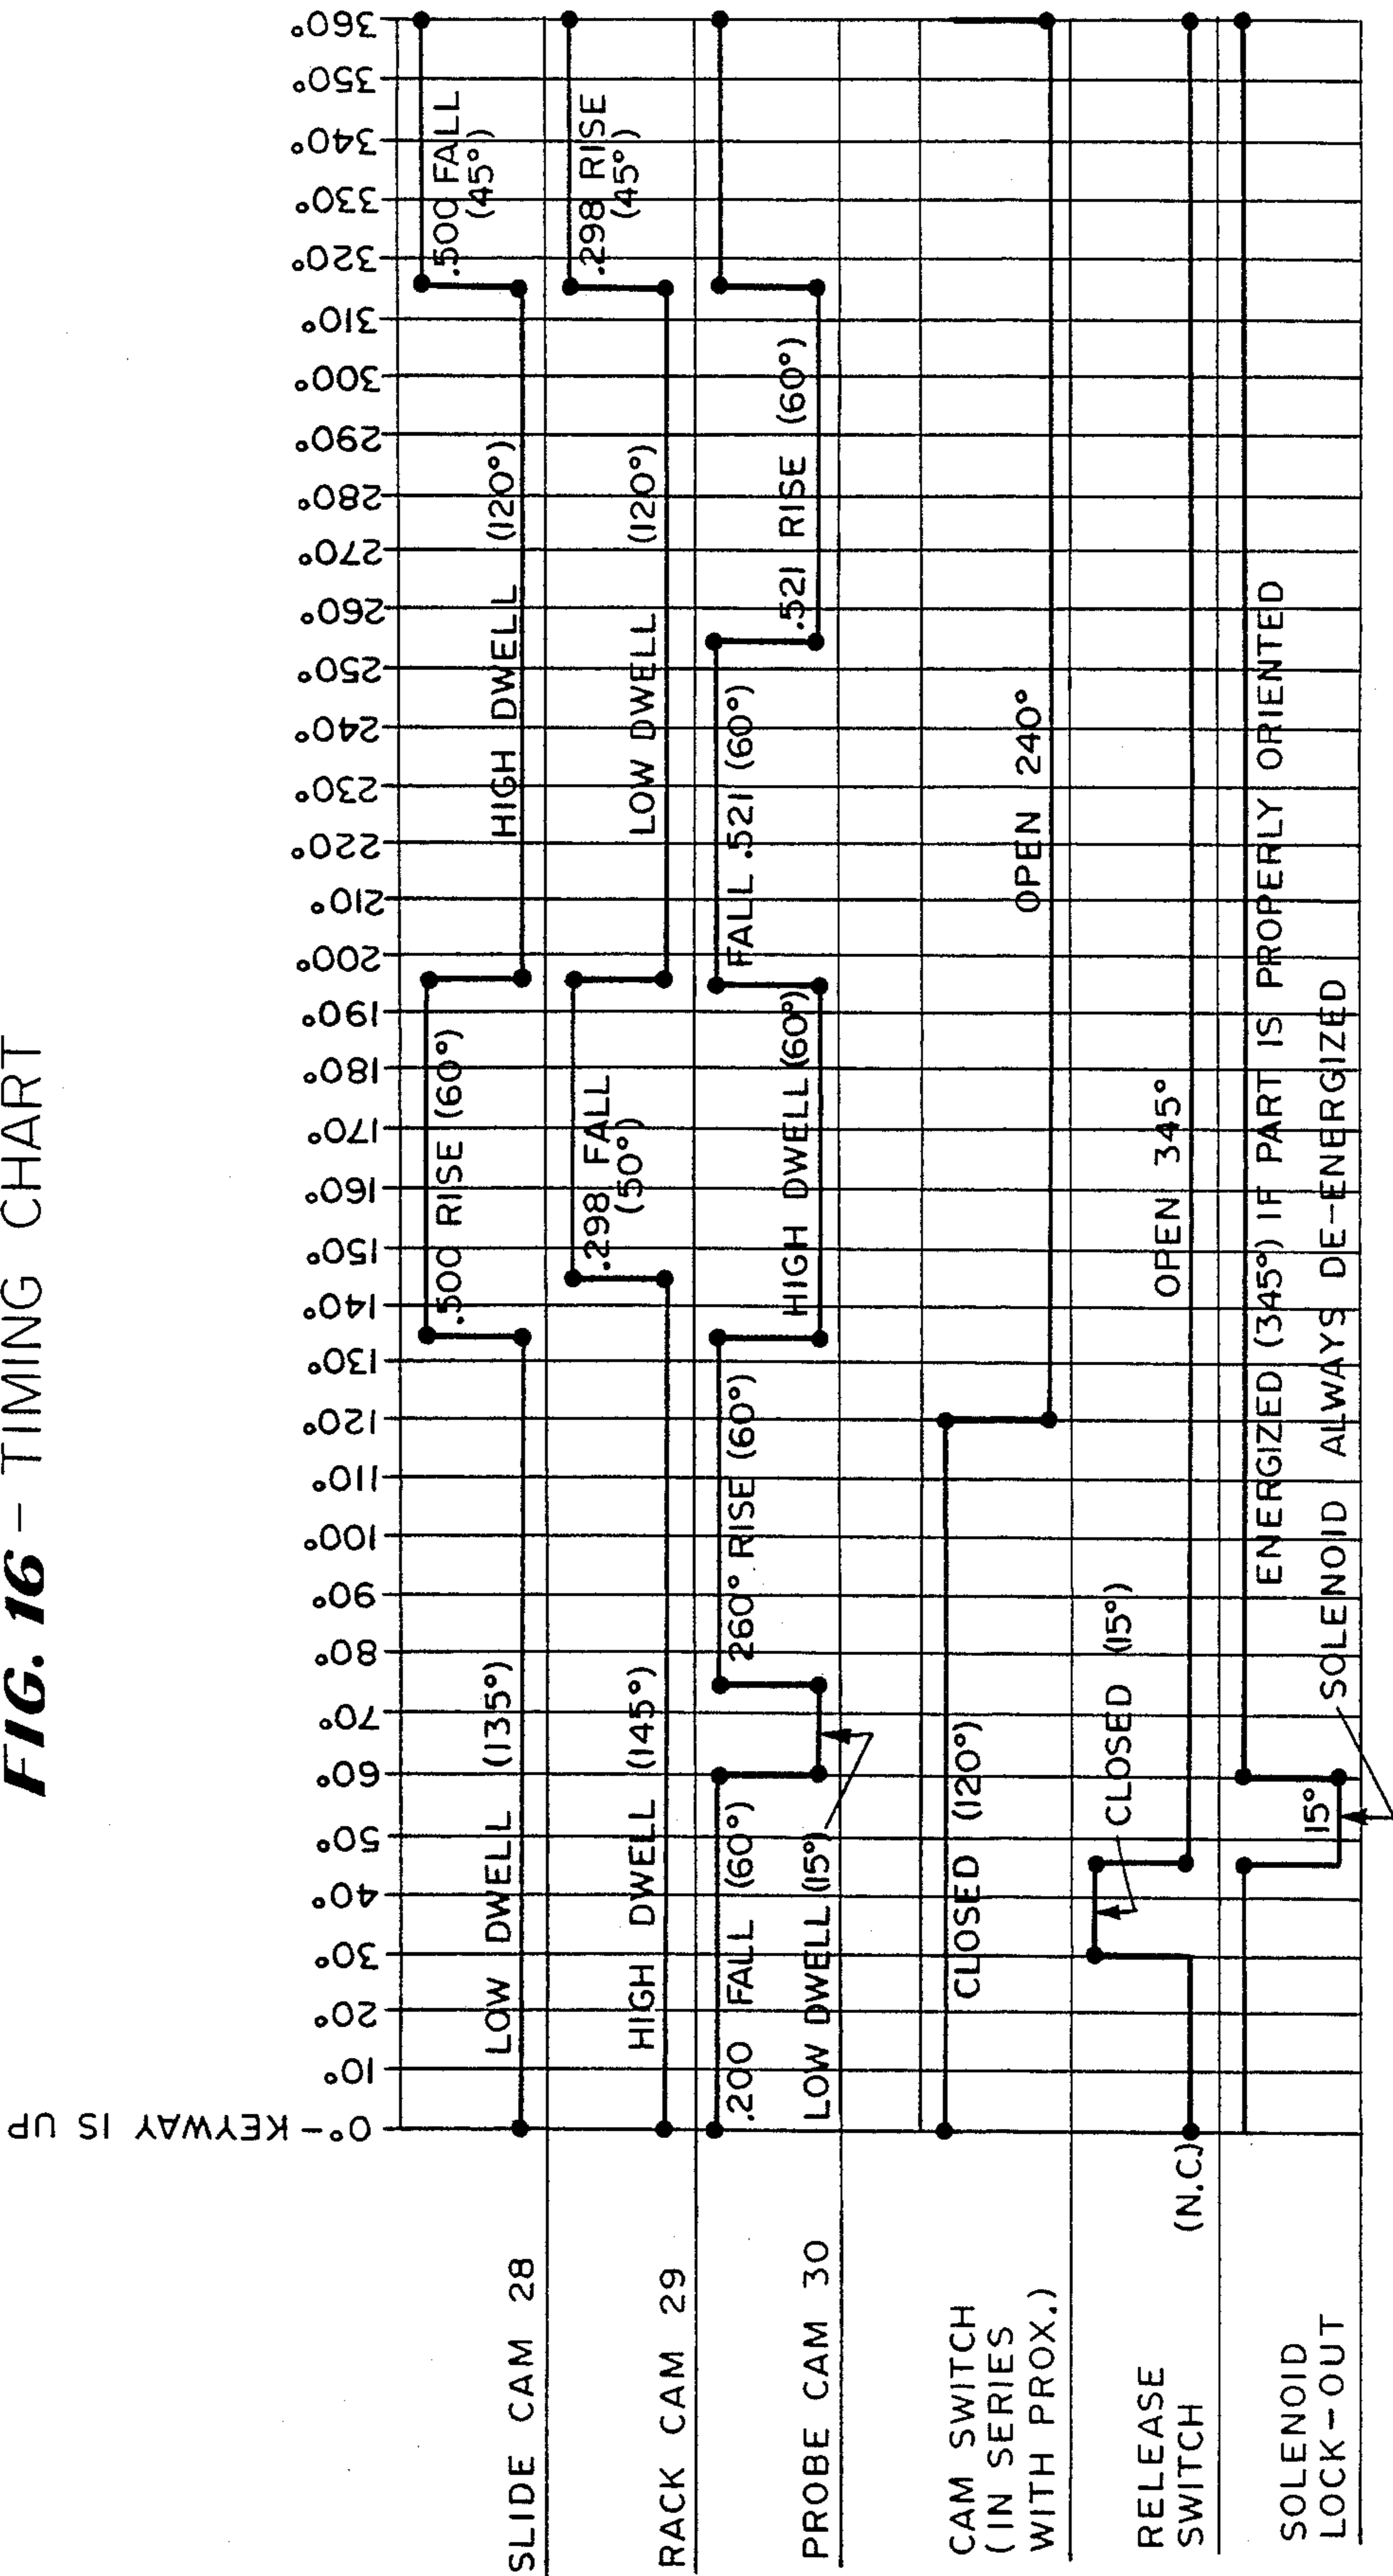 FIG. 16 – TIMING CHART
0° – KEYWAY IS UP
10°
20°
30°
40°
50°
60°
70°
80°
90°
100°
110°
120°
130°
140°
150°
160°
170°
180°
190°
200°
210°
220°
230°
240°
250°
260°
270°
280°
290°
300°
310°
320°
330°
340°
350°
360°
SLIDE CAM 28
LOW DWELL (135°)
.500 RISE (60°)
HIGH DWELL (120°)
.500 FALL
(45°)
RACK CAM 29
HIGH DWELL (145°)
.298 FALL
(50°)
LOW DWELL (120°)
.298 RISE
(45°)
PROBE CAM 30
.200 FALL (60°)
LOW DWELL (15°)
260° RISE (60°)
HIGH DWELL (60°)
FALL .521 (60°)
.521 RISE (60°)
CAM SWITCH
(IN SERIES
WITH PROX.)
CLOSED (120°)
OPEN 240°
RELEASE
SWITCH
(N.C.)
CLOSED (15°)
OPEN 345°
SOLENOID
LOCK-OUT
15°
ENERGIZED (345°) IF PART IS PROPERLY ORIENTED
SOLENOID ALWAYS DE-ENERGIZED